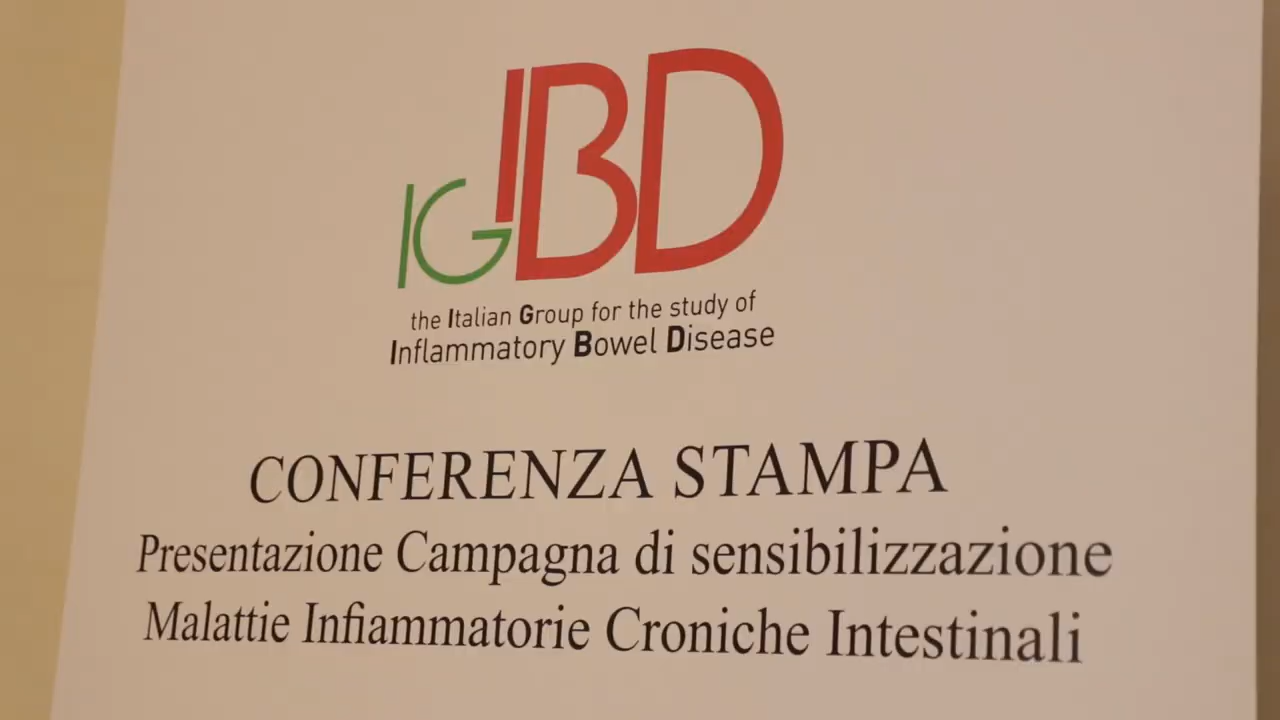 IGIBD
the Italian Group for the study of
Inflammatory Bowel Disease
CONFERENZA STAMPA
Presentazione Campagna di sensibilizzazione
Malattie Infiammatorie Croniche Intestinali